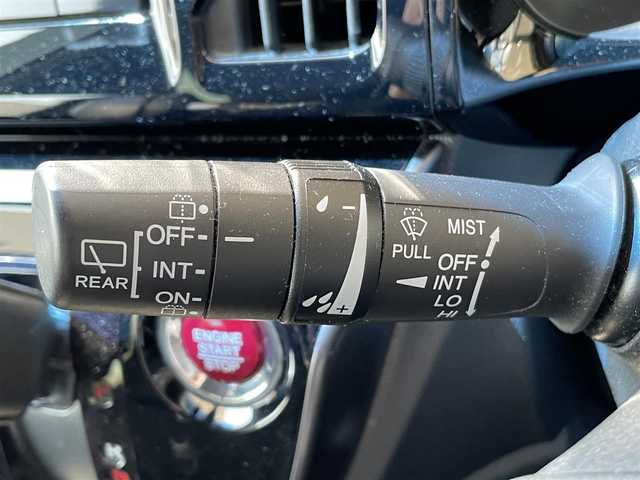 OFF
INT
ON
REAR
-
+
PULL
MIST
OFF
INT
LO
HI
ENGINE
START
STOP